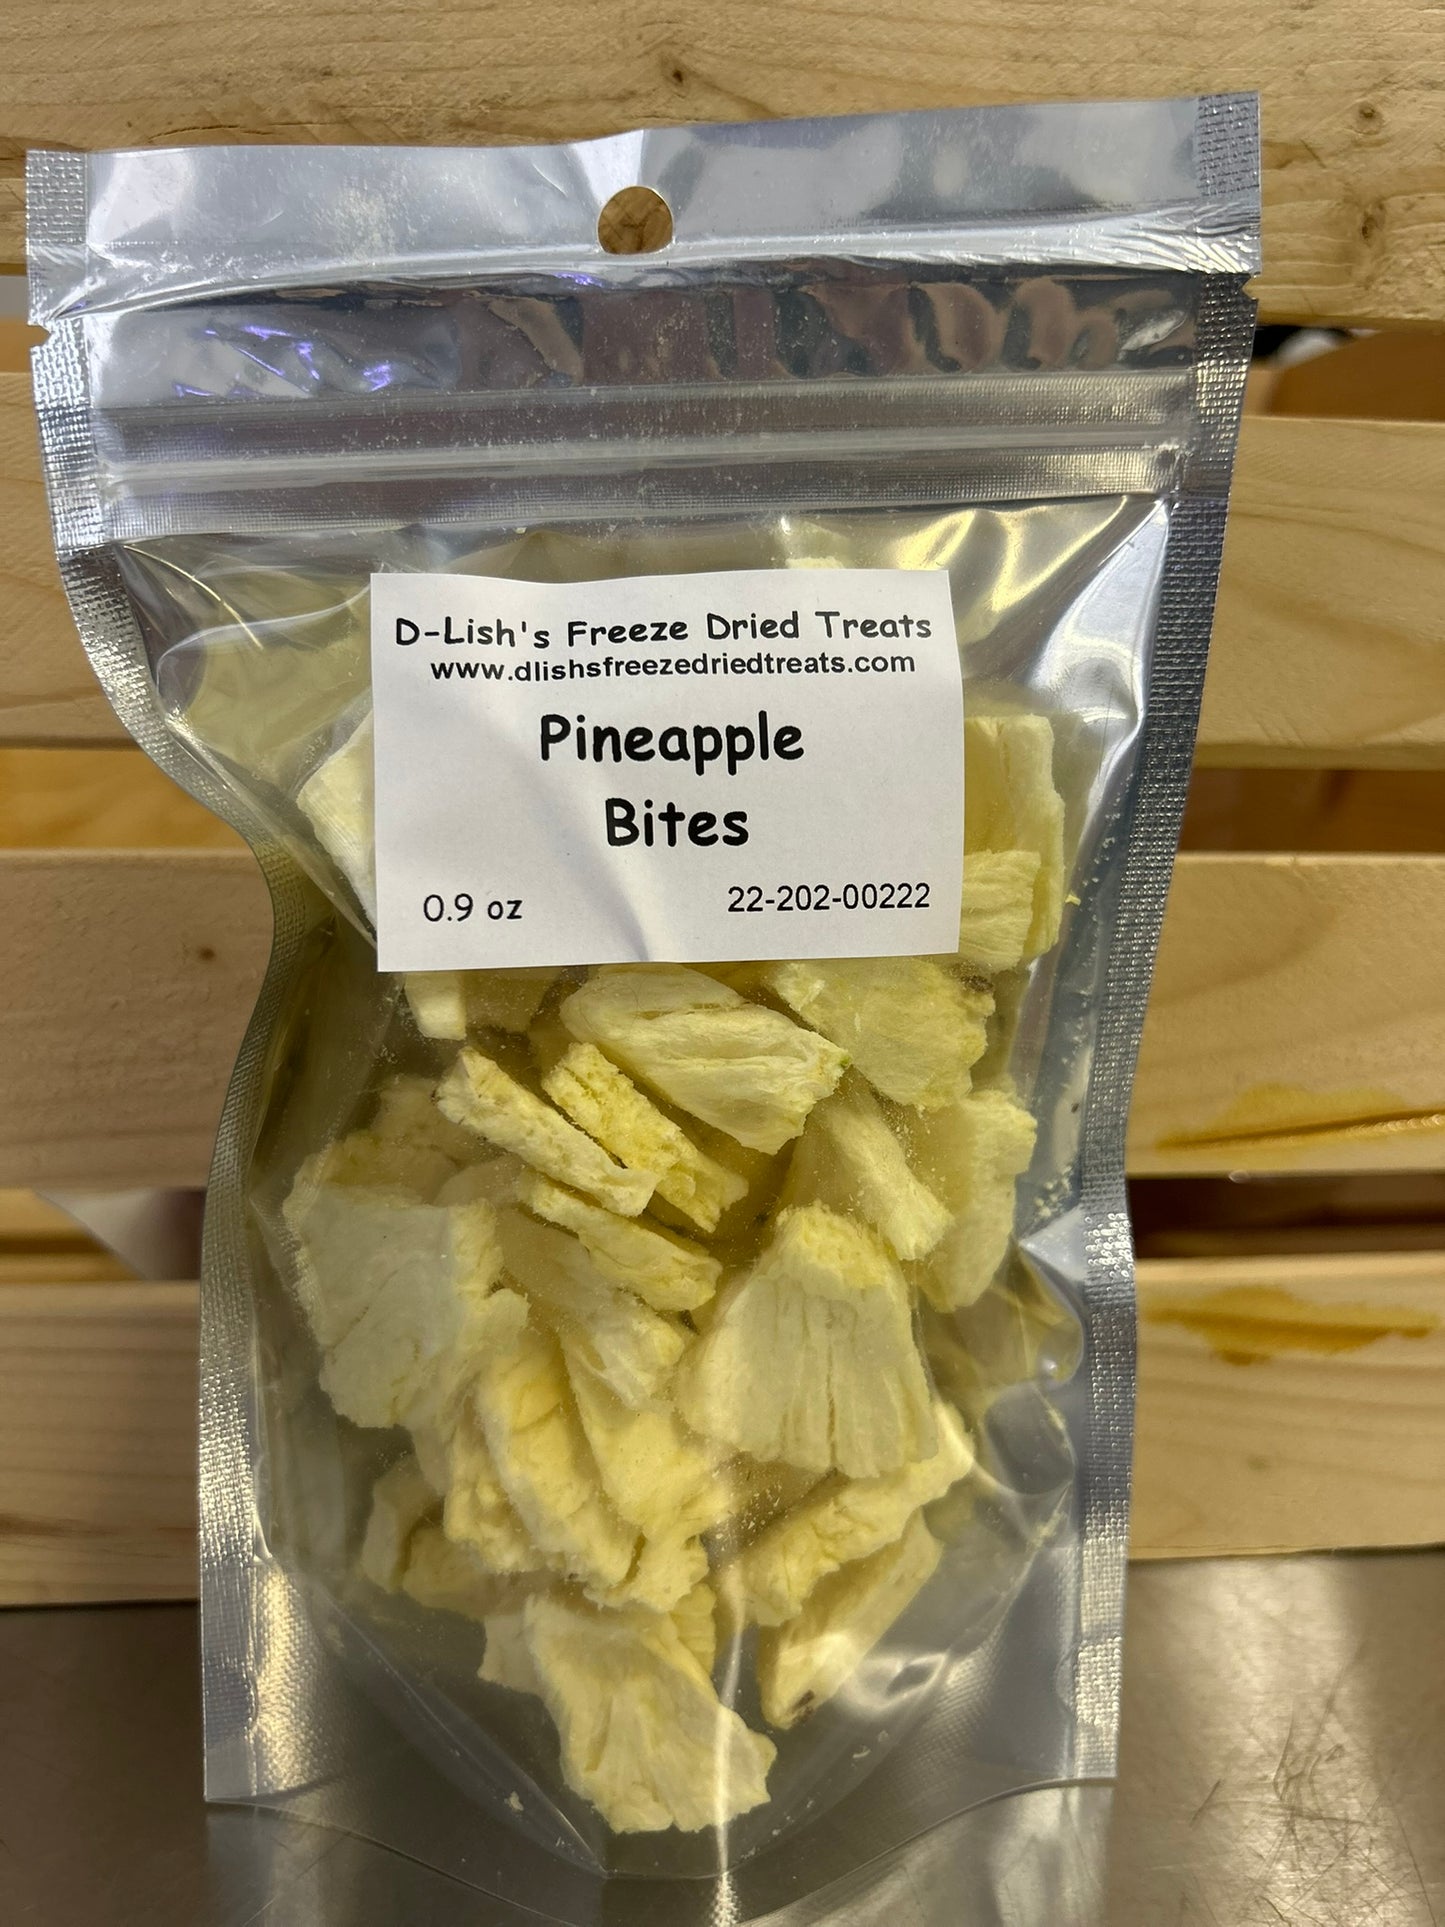 D-Lish's Freeze Dried Treats
www.dlishsfreezedriedtreats.com
Pineapple
Bites
0.9 oz 22-202-00222